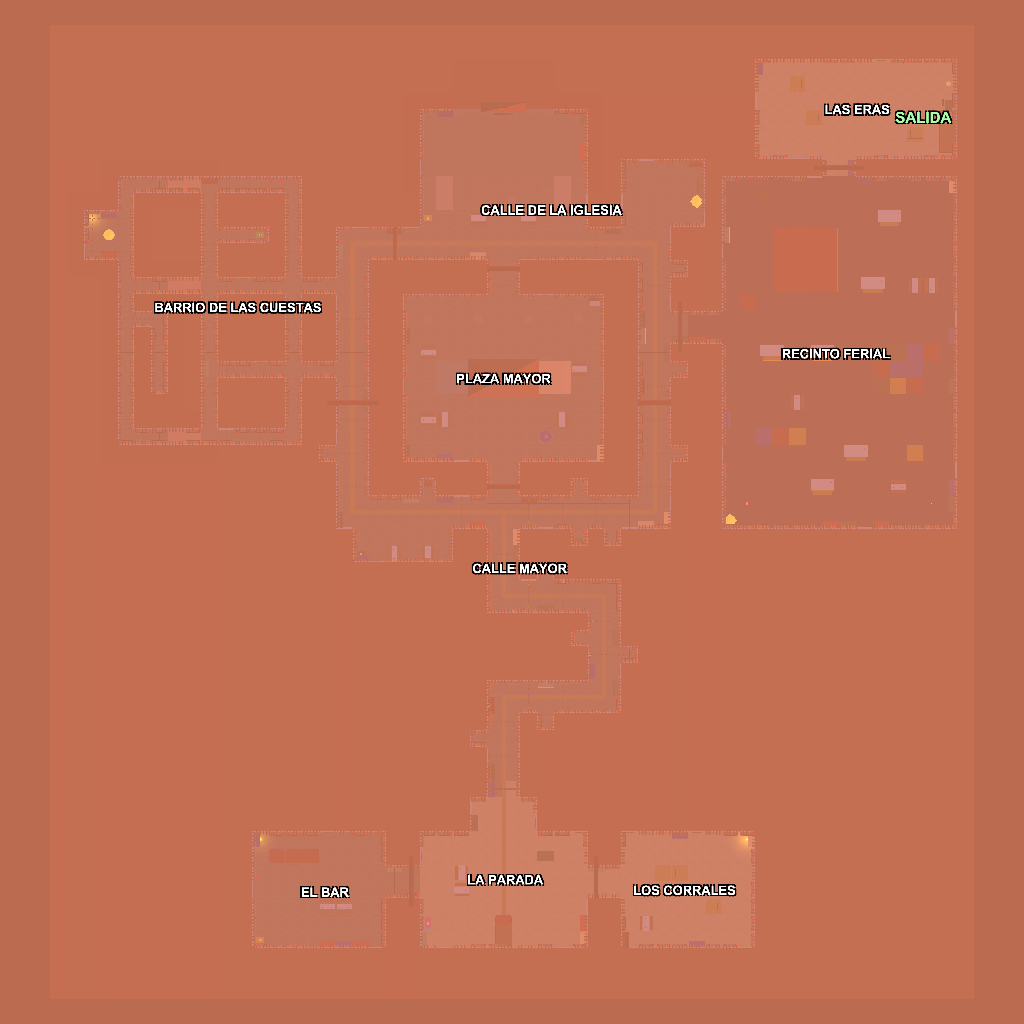 LAS ERAS
SALIDA
CALLE DE LA IGLESIA
BARRIO DE LAS CUESTAS
RECINTO FERIAL
PLAZA MAYOR
CALLE MAYOR
LA PARADA
EL BAR
LOS CORRALES